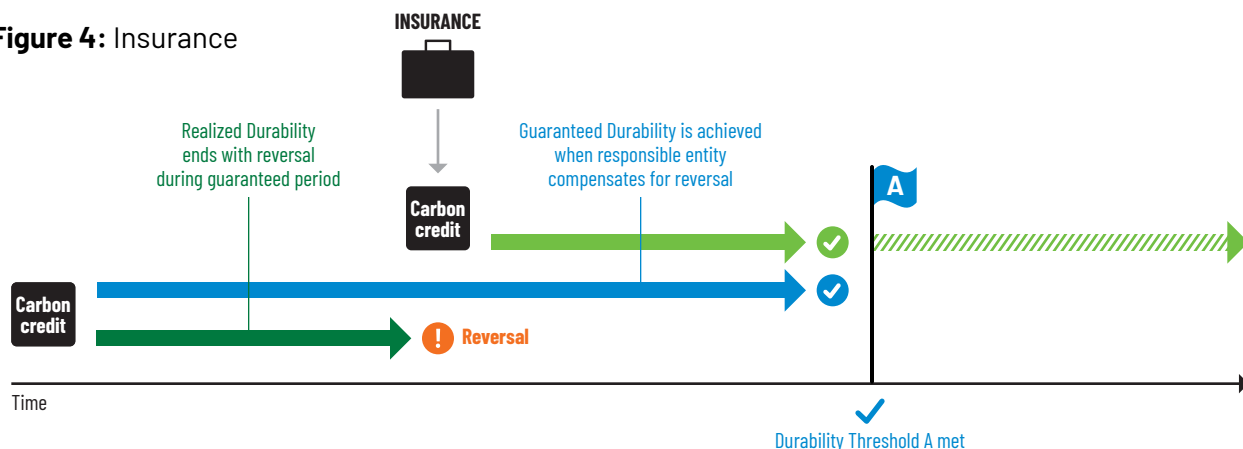 Figure 4: Insurance
INSURANCE
Realized Durability
ends with reversal
during guaranteed period
Guaranteed Durability is achieved
when responsible entity
compensates for reversal
A
Carbon
credit
Carbon
credit
! Reversal
Time
Durability Threshold A met